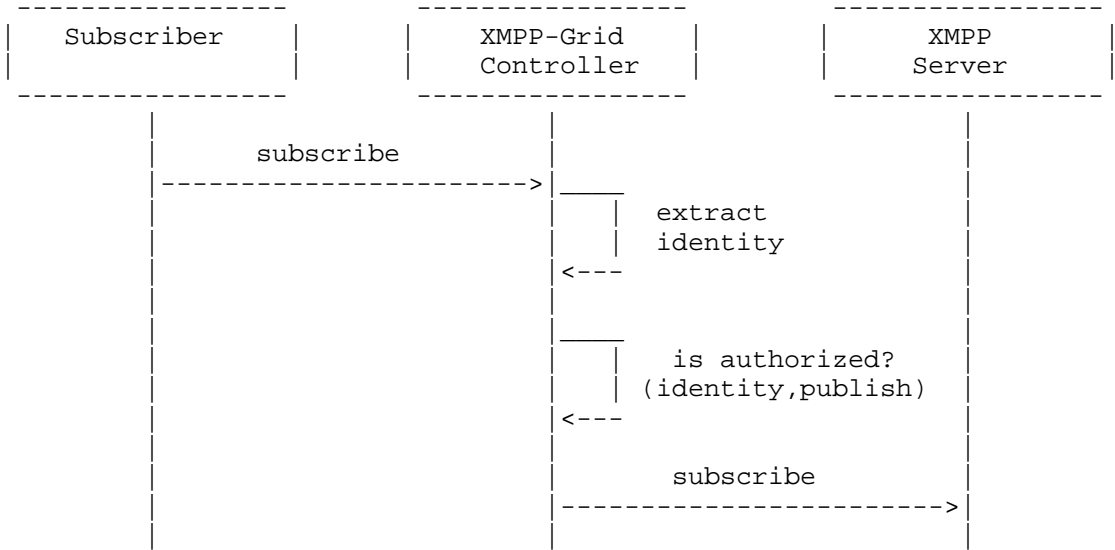 Subscriber XMPP-Grid XMPP
Controller Server
subscribe
extract
identity
is authorized?
(identity,publish)
subscribe